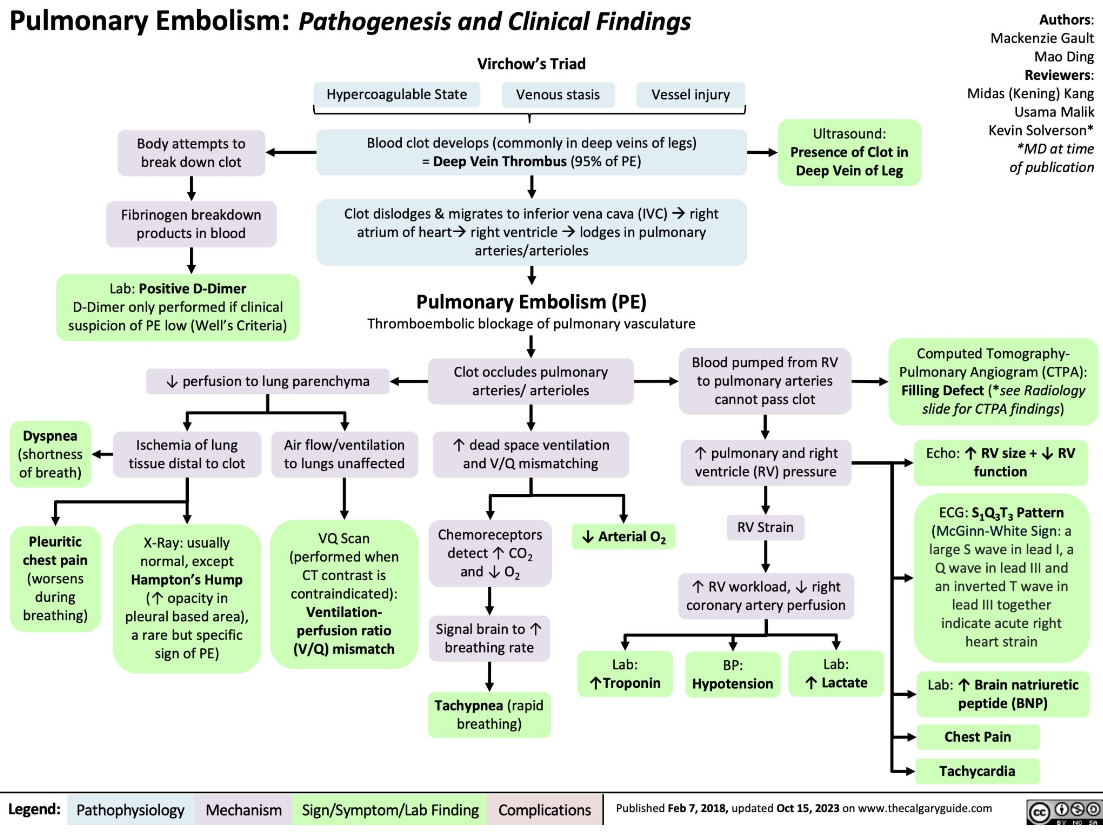 Pulmonary Embolism: Pathogenesis and Clinical Findings
Authors:
Mackenzie Gault
Mao Ding
Reviewers:
Midas (Kening) Kang
Usama Malik
Kevin Solverson*
*MD at time
of publication
Virchow's Triad
Hypercoagulable State
Venous stasis
Vessel injury
Body attempts to
break down clot
Blood clot develops (commonly in deep veins of legs)
= Deep Vein Thrombus (95% of PE)
Ultrasound:
Presence of Clot in
Deep Vein of Leg
Fibrinogen breakdown
products in blood
Clot dislodges & migrates to inferior vena cava (IVC) → right
atrium of heart→ right ventricle → lodges in pulmonary
arteries/arterioles
Lab: Positive D-Dimer
D-Dimer only performed if clinical
suspicion of PE low (Well's Criteria)
Pulmonary Embolism (PE)
Thromboembolic blockage of pulmonary vasculature
↓ perfusion to lung parenchyma
Clot occludes pulmonary
arteries/ arterioles
Blood pumped from RV
to pulmonary arteries
cannot pass clot
Computed Tomography-
Pulmonary Angiogram (CTPA):
Filling Defect (*see Radiology
slide for CTPA findings)
Dyspnea
(shortness
of breath)
Ischemia of lung
tissue distal to clot
Air flow/ventilation
to lungs unaffected
↑ dead space ventilation
and V/Q mismatching
↑ pulmonary and right
ventricle (RV) pressure
Echo: ↑ RV size + ↓ RV
function
Pleuritic
chest pain
(worsens
during
breathing)
X-Ray: usually
normal, except
Hampton's Hump
(↑ opacity in
pleural based area),
a rare but specific
sign of PE)
VQ Scan
(performed when
CT contrast is
contraindicated):
Ventilation-
perfusion ratio
(V/Q) mismatch
Chemoreceptors
detect ↑ CO₂
and ↓ O₂
↓ Arterial O₂
RV Strain
ECG: S₁Q₃T₃ Pattern
(McGinn-White Sign: a
large S wave in lead I, a
Q wave in lead III and
an inverted T wave in
lead III together
indicate acute right
heart strain
↑ RV workload, ↓ right
coronary artery perfusion
Signal brain to ↑
breathing rate
Lab:
↑Troponin
BP:
Hypotension
Lab:
↑ Lactate
Lab: ↑ Brain natriuretic
peptide (BNP)
Tachypnea (rapid
breathing)
Chest Pain
Tachycardia
Legend: Pathophysiology Mechanism Sign/Symptom/Lab Finding Complications
Published Feb 7, 2018, updated Oct 15, 2023 on www.thecalgaryguide.com
cc
BY NC SA